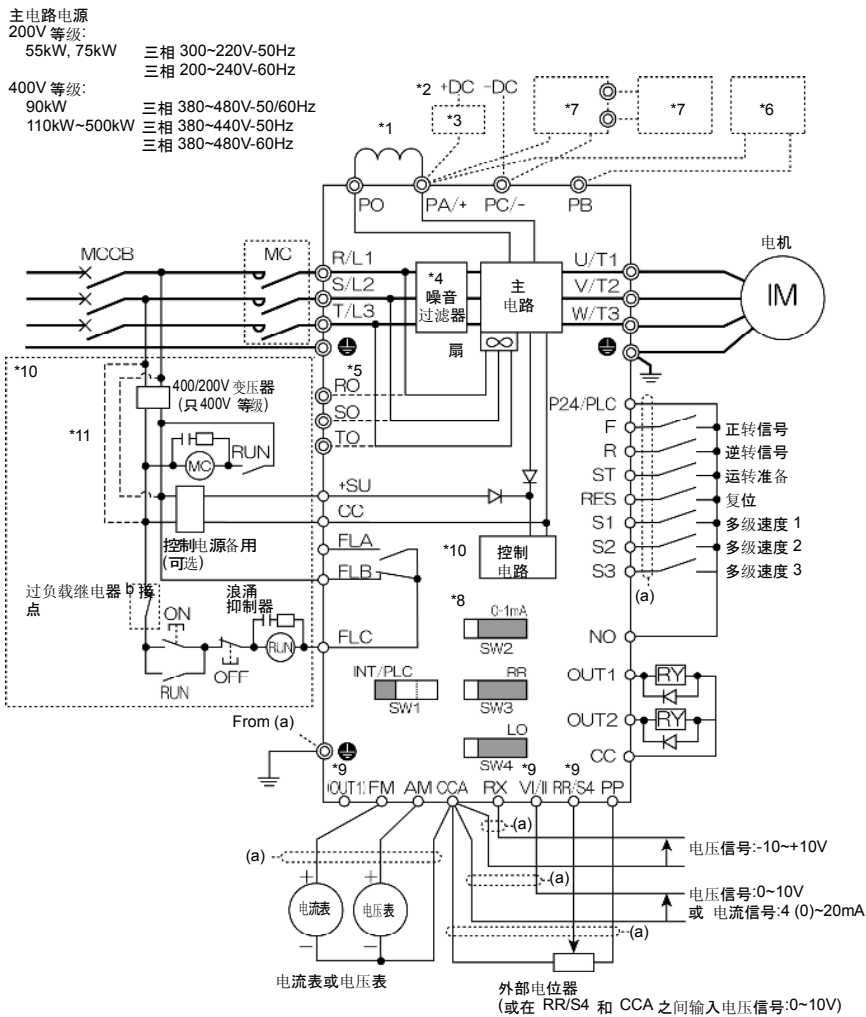 主电路电源
200V 等级:
55kW, 75kW 三相 300~220V-50Hz
三相 200~240V-60Hz
400V 等级:
90kW 三相 380~480V-50/60Hz
110kW~500kW 三相 380~440V-50Hz
三相 380~480V-60Hz
*1
*2 +DC -DC
*3
*7
*7
*6
PO
PA/+
PC/-
PB
MCCB
MC
R/L1
S/L2
T/L3
*4
噪音
过滤器
主
电路
扇
U/T1
V/T2
W/T3
电机
IM
*10
*11
400/200V 变压器
(只 400V 等级)
MC
RUN
控制电源备用
(可选)
过负载继电器 b 接
点
ON
OFF
RUN
浪涌
抑制器
RUN
*5
RO
SO
TO
+SU
CC
FLA
FLB
FLC
*10
控制
电路
P24/PLC
F
R
ST
RES
S1
S2
S3
正转信号
逆转信号
运转准备
复位
多级速度 1
多级速度 2
多级速度 3
(a)
NO
OUT1
RY
OUT2
RY
CC
*8
0-1mA
SW2
INT/PLC
SW1
RR
SW3
LO
SW4
From (a)
*9
*9
*9
(OUT1)
FM
AM
CCA
RX
VI/II
RR/S4
PP
(a)
(a)
(a)
(a)
+
+
电流表
电压表
−
−
电流表或电压表
电压信号:-10~+10V
电压信号:0~10V
或 电流信号:4 (0)~20mA
外部电位器
(或在 RR/S4 和 CCA 之间输入电压信号:0~10V)